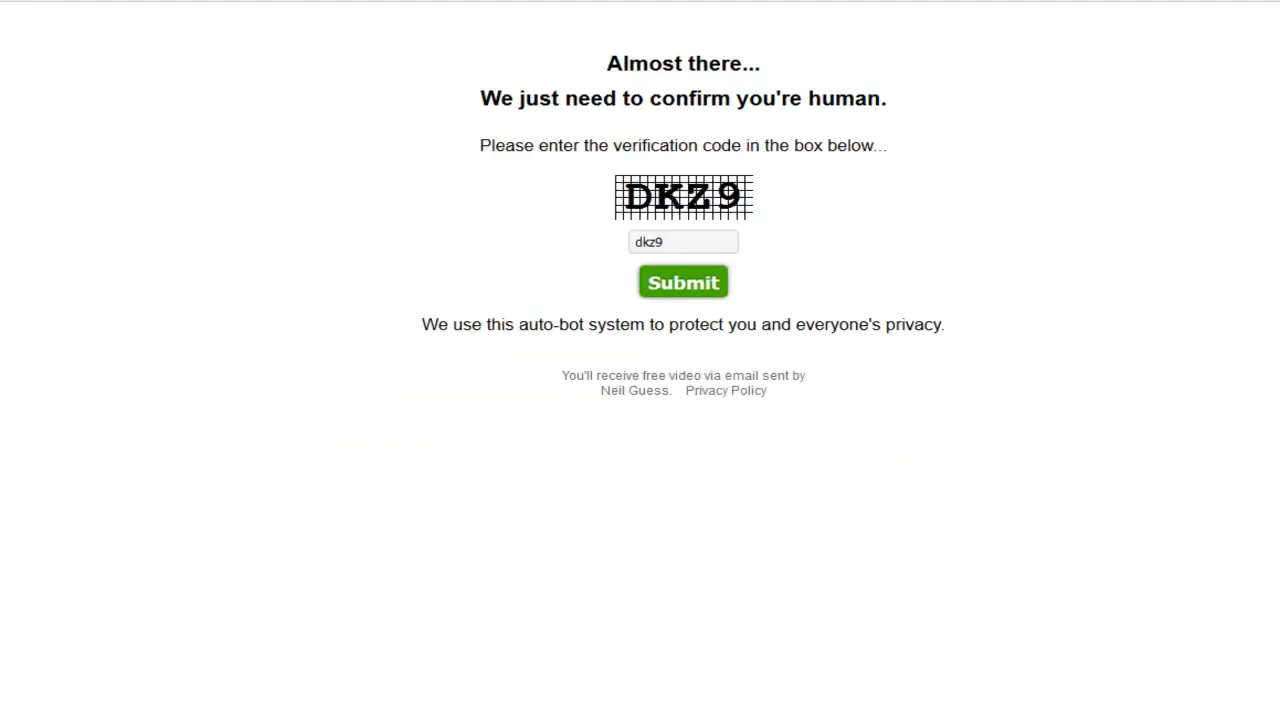 Almost there...
We just need to confirm you're human.
Please enter the verification code in the box below...
DKZ9
dkz9
Submit
We use this auto-bot system to protect you and everyone's privacy.
You'll receive free video via email sent by
Neil Guess. Privacy Policy